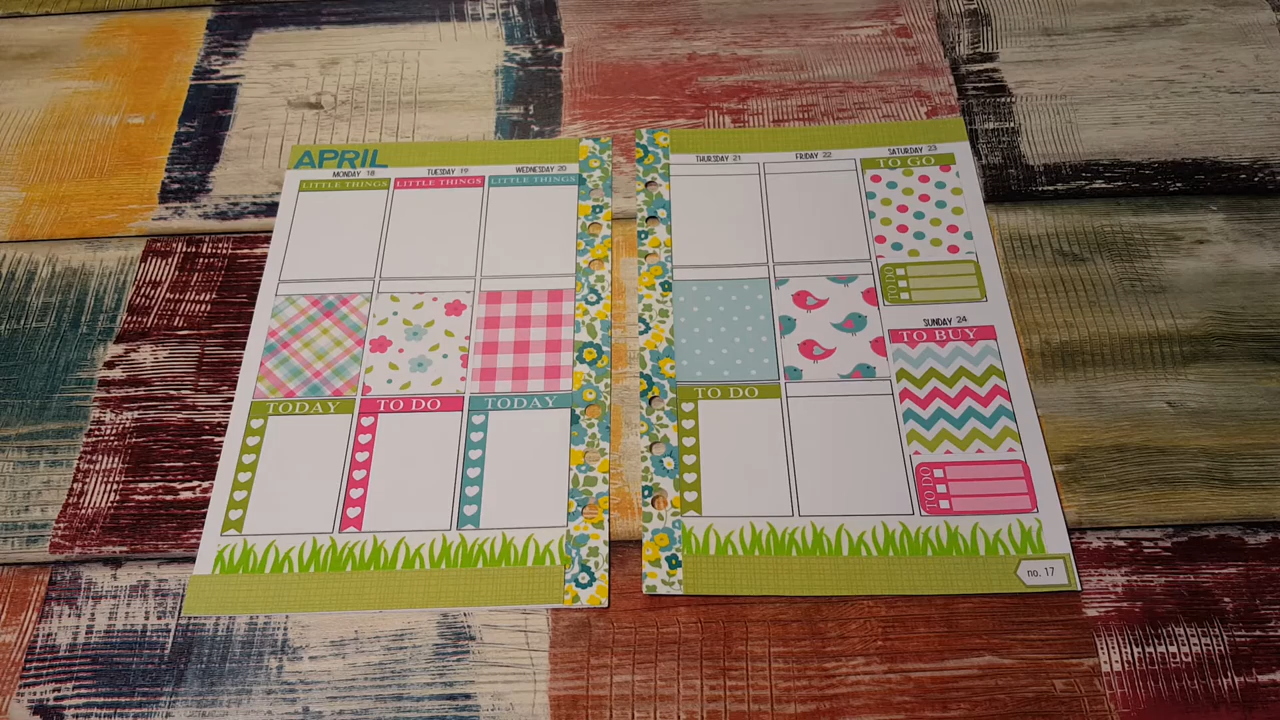 APRIL
MONDAY 18
TUESDAY 19
WEDNESDAY 20
LITTLE THINGS
LITTLE THINGS
LITTLE THINGS
TODAY
TO DO
TODAY
THURSDAY 21
FRIDAY 22
SATURDAY 23
TO GO
TO DO
SUNDAY 24
TO BUY
TO DO
TO DO
no. 17